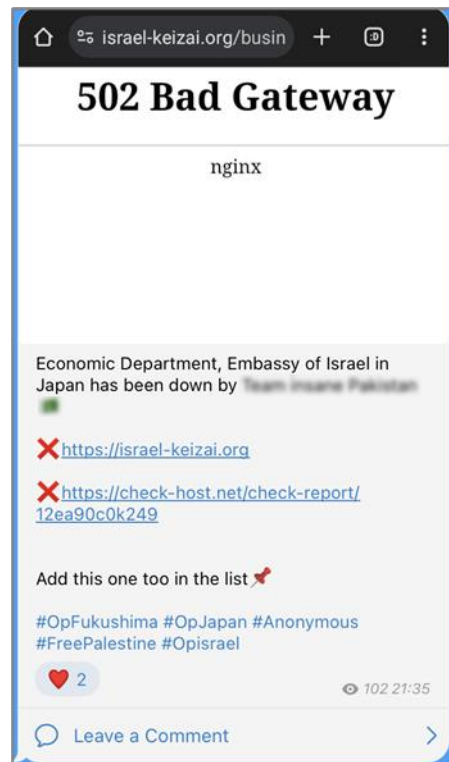 israel-keizai.org/busin
502 Bad Gateway
nginx
Economic Department, Embassy of Israel in
Japan has been down by
https://israel-keizai.org
https://check-host.net/check-report/
12ea90c0k249
Add this one too in the list
#OpFukushima #OpJapan #Anonymous
#FreePalestine #Opisrael
2
102 21:35
Leave a Comment